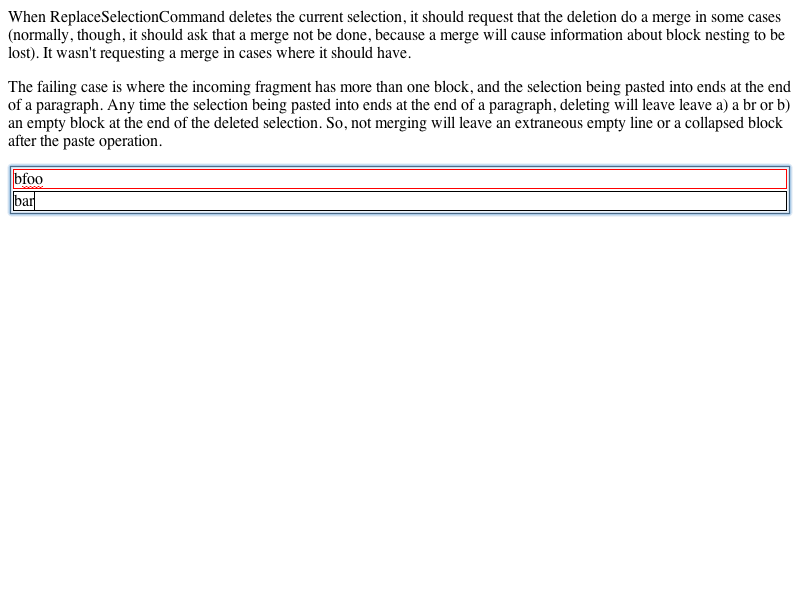 When ReplaceSelectionCommand deletes the current selection, it should request that the deletion do a merge in some cases
(normally, though, it should ask that a merge not be done, because a merge will cause information about block nesting to be
lost). It wasn't requesting a merge in cases where it should have.
The failing case is where the incoming fragment has more than one block, and the selection being pasted into ends at the end
of a paragraph. Any time the selection being pasted into ends at the end of a paragraph, deleting will leave leave a) a br or b)
an empty block at the end of the deleted selection. So, not merging will leave an extraneous empty line or a collapsed block
after the paste operation.
bfoo
bar